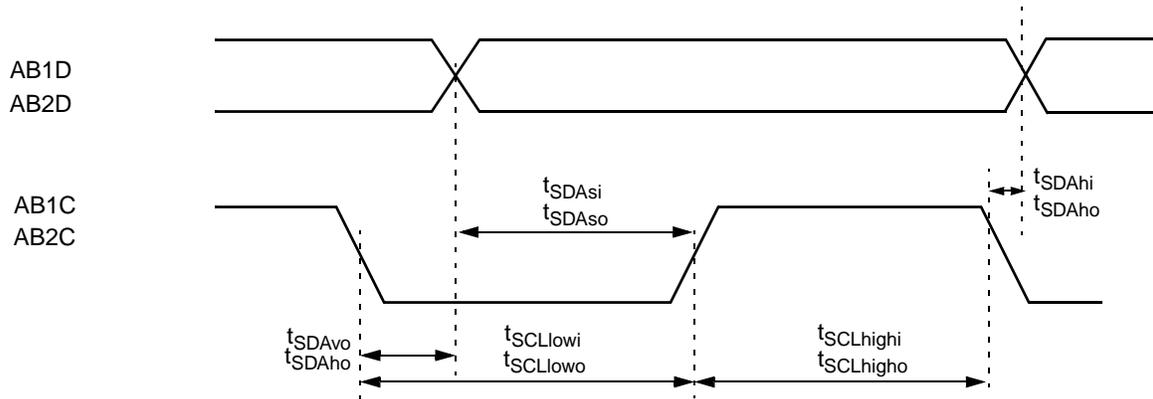 AB1D
AB2D
AB1C
AB2C
tSDAsi
tSDAso
tSDAhi
tSDAho
tSDAvo
tSDAho
tSCLlowi
tSCLlowo
tSCLhighi
tSCLhigho